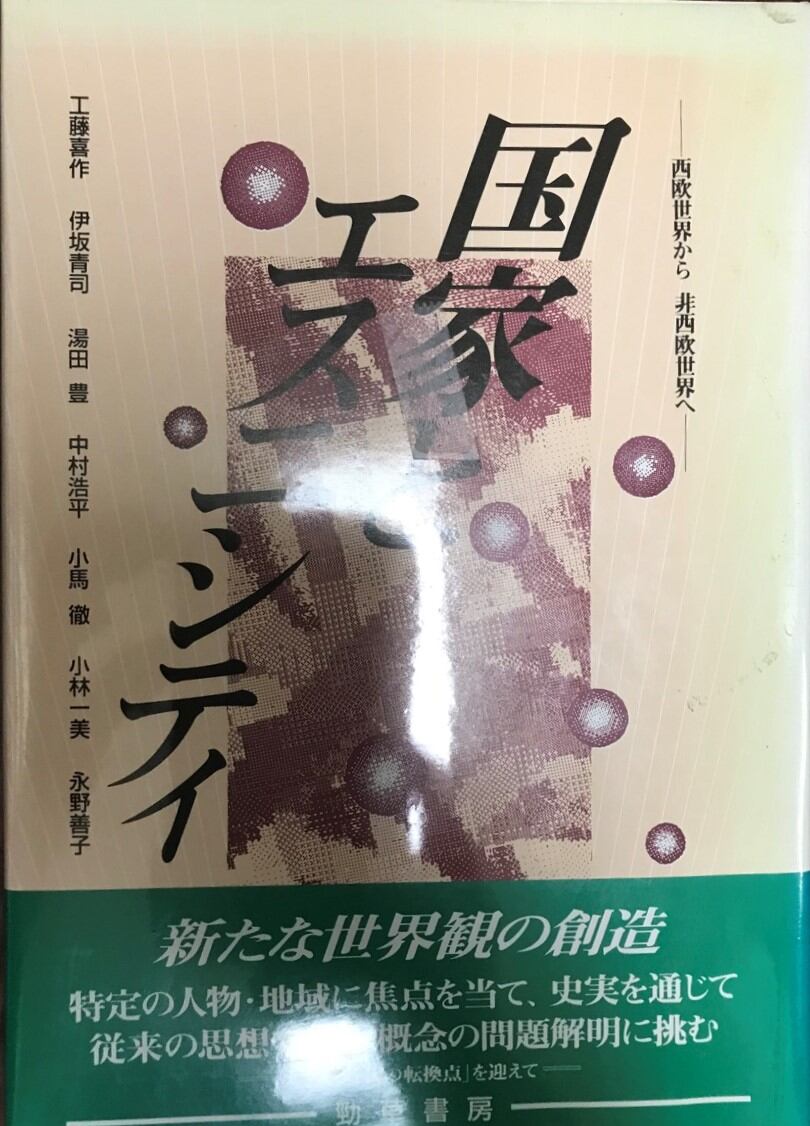 西欧世界から 非西欧世界へ
国家と
エスニシティ
工藤喜作 伊坂青司 湯田 豊 中村浩平 小馬 徹 小林一美 永野善子
新たな世界観の創造
特定の人物・地域に焦点を当て、史実を通じて
従来の思想 概念の問題解明に挑む
の転換点」を迎えて
勁草書房